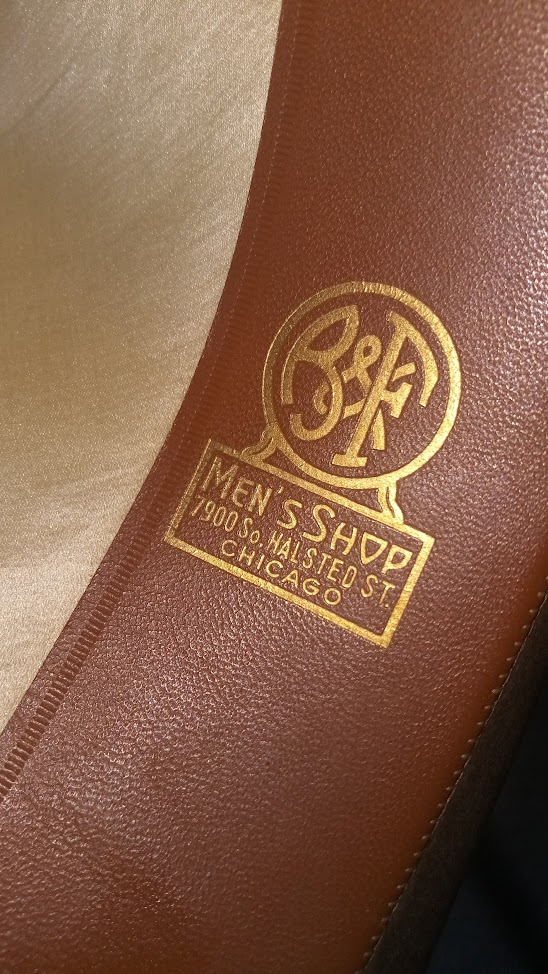 B&F
MEN'S SHOP
7900 So. HALSTED ST.
CHICAGO